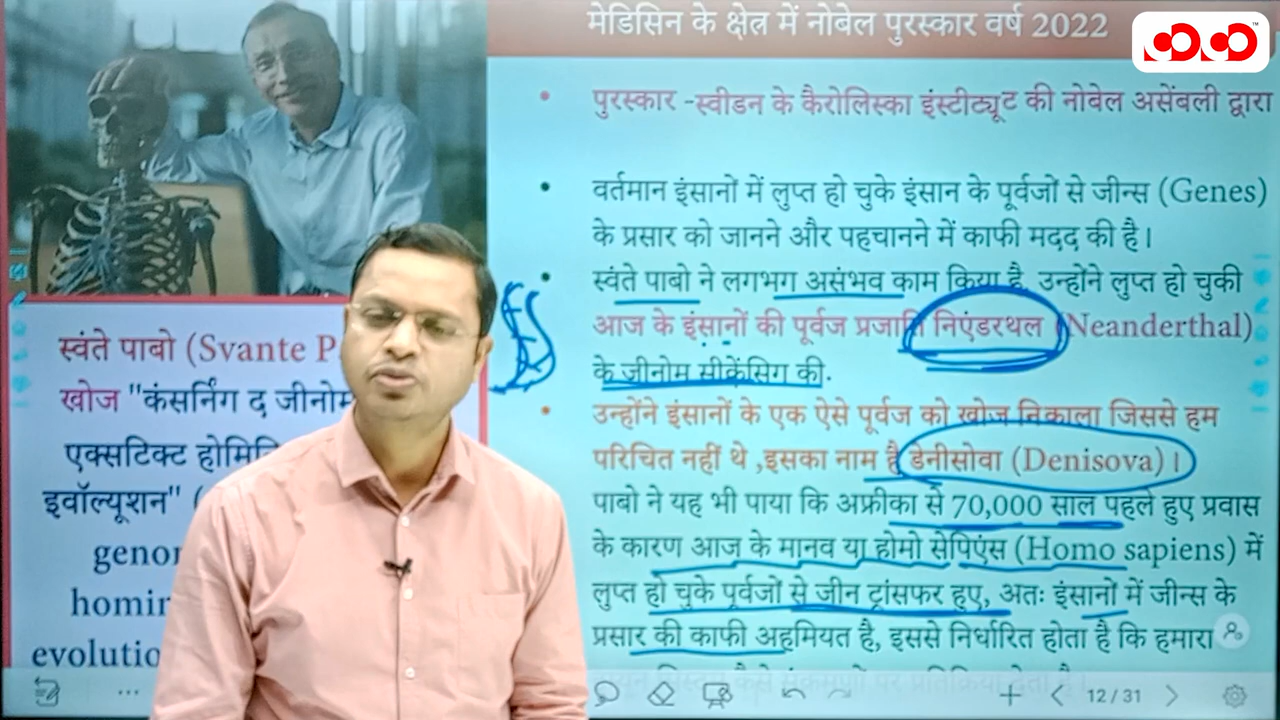 मेडिसिन के क्षेत्र में नोबेल पुरस्कार वर्ष 2022
• पुरस्कार -स्वीडन के कैरोलिस्का इंस्टीट्यूट की नोबेल असेंबली द्वारा
• वर्तमान इंसानों में लुप्त हो चुके इंसान के पूर्वजों से जीन्स (Genes)
के प्रसार को जानने और पहचानने में काफी मदद की है।
• स्वंते पाबो ने लगभग असंभव काम किया है, उन्होंने लुप्त हो चुकी
आज के इंसानों की पूर्वज प्रजाति निएंडरथल (Neanderthal)
के जीनोम सीक्रेंसिग की.
• उन्होंने इंसानों के एक ऐसे पूर्वज को खोज निकाला जिससे हम
परिचित नहीं थे ,इसका नाम है डेनीसोवा (Denisova)।
पाबो ने यह भी पाया कि अफ्रीका से 70,000 साल पहले हुए प्रवास
के कारण आज के मानव या होमो सेपिएंस (Homo sapiens) में
लुप्त हो चुके पूर्वजों से जीन ट्रांसफर हुए, अतः इंसानों में जीन्स के
प्रसार की काफी अहमियत है, इससे निर्धारित होता है कि हमारा
कैसे संक्रमणों पर प्रतिक्रिया देता है।
स्वंते पाबो (Svante P
खोज "कंसर्निंग द जीनोम
एक्सटिक्ट होमिनि
इवॉल्यूशन" (
genor
homir
evolutio
12/31